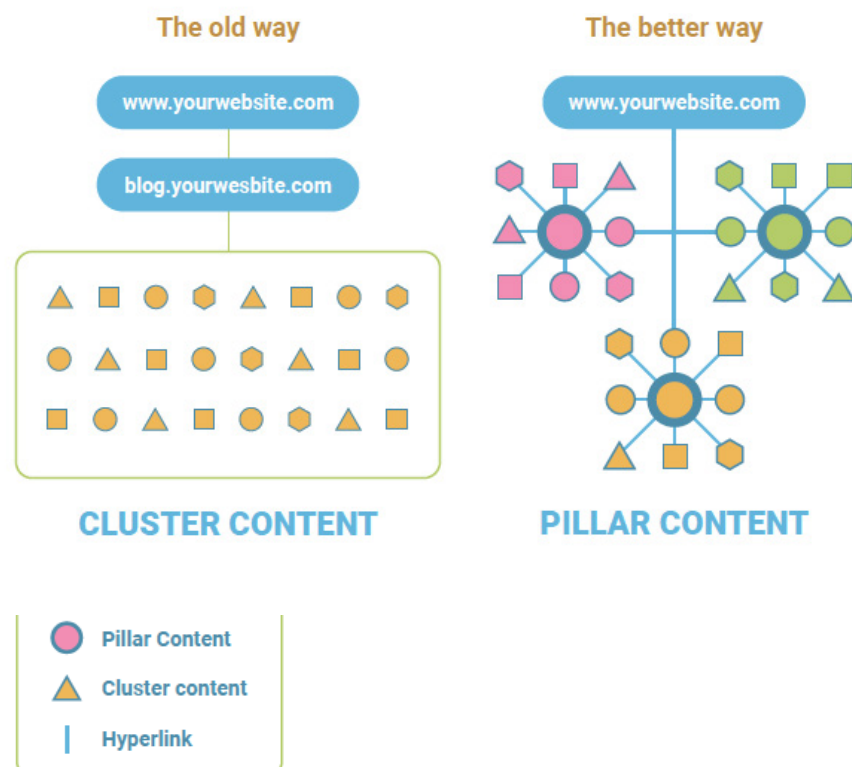 The old way
www.yourwebsite.com
blog.yourwesbite.com
CLUSTER CONTENT
The better way
www.yourwebsite.com
PILLAR CONTENT
Pillar Content
Cluster content
Hyperlink